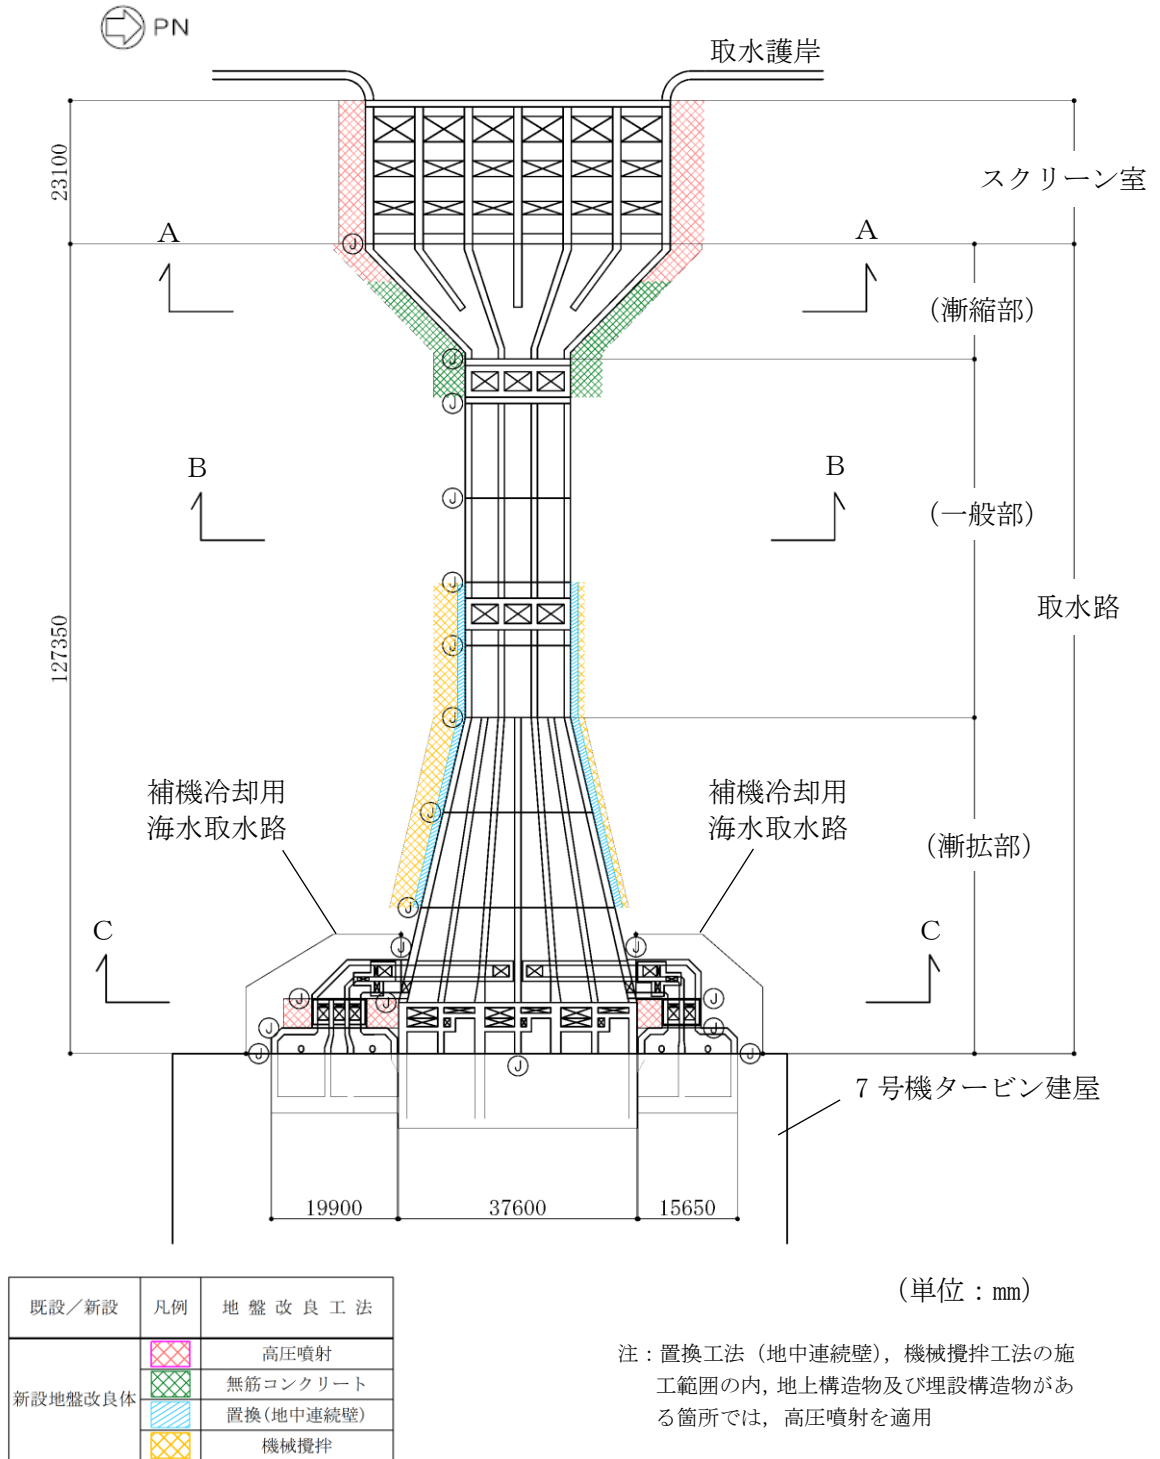 PN
取水護岸
23100
スクリーン室
A
A
J
(漸縮部)
J
J
B
B
J
(一般部)
J
取水路
127350
J
J
補機冷却用
海水取水路
補機冷却用
海水取水路
J
(漸拡部)
J
C
C
J
J
J
J
J
J
J
J
J
J
7 号機タービン建屋
19900
37600
15650
(単位:mm)
既設/新設
凡例
地盤改良工法
新設地盤改良体
高圧噴射
無筋コンクリート
置換(地中連続壁)
機械攪拌
注:置換工法(地中連続壁),機械攪拌工法の施
工範囲の内,地上構造物及び埋設構造物があ
る箇所では,高圧噴射を適用